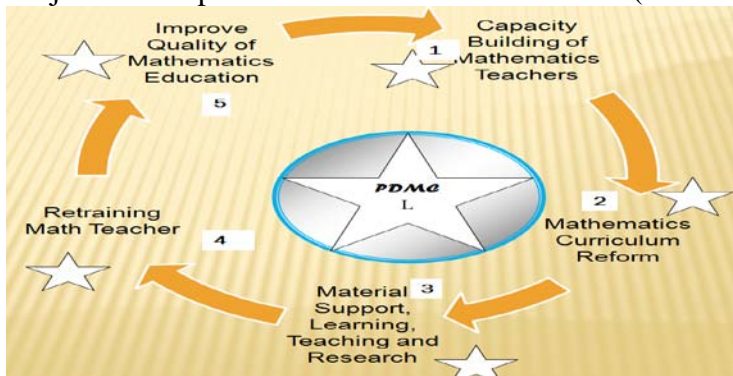 1
Capacity
Building of
Mathematics
Teachers
2
Mathematics
Curriculum
Reform
3
Material
Support,
Learning,
Teaching and
Research
4
Retraining
Math Teacher
5
Improve
Quality of
Mathematics
Education
PDMC
L